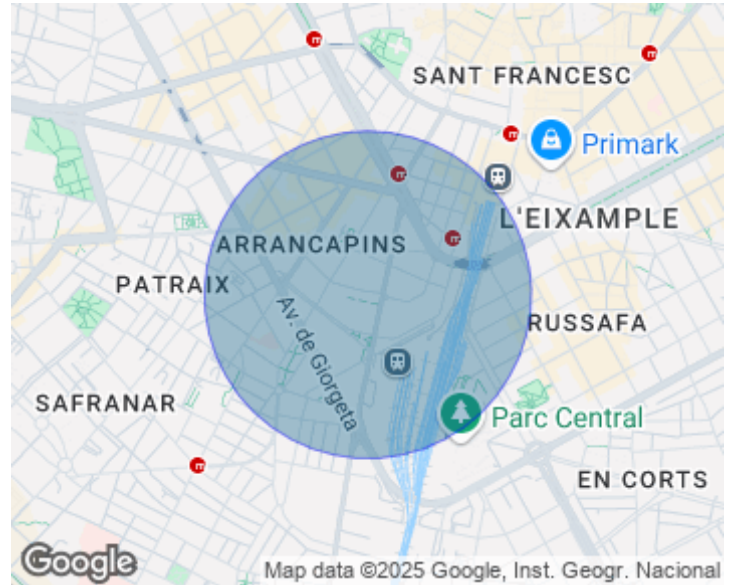 SANT FRANCESC
Primark
L'EIXAMPLE
ARRANCAPINS
PATRAIX
Av. de Giorgeta
RUSSAFA
SAFRANAR
Parc Central
EN CORTS
Google
Map data ©2025 Google, Inst. Geogr. Nacional